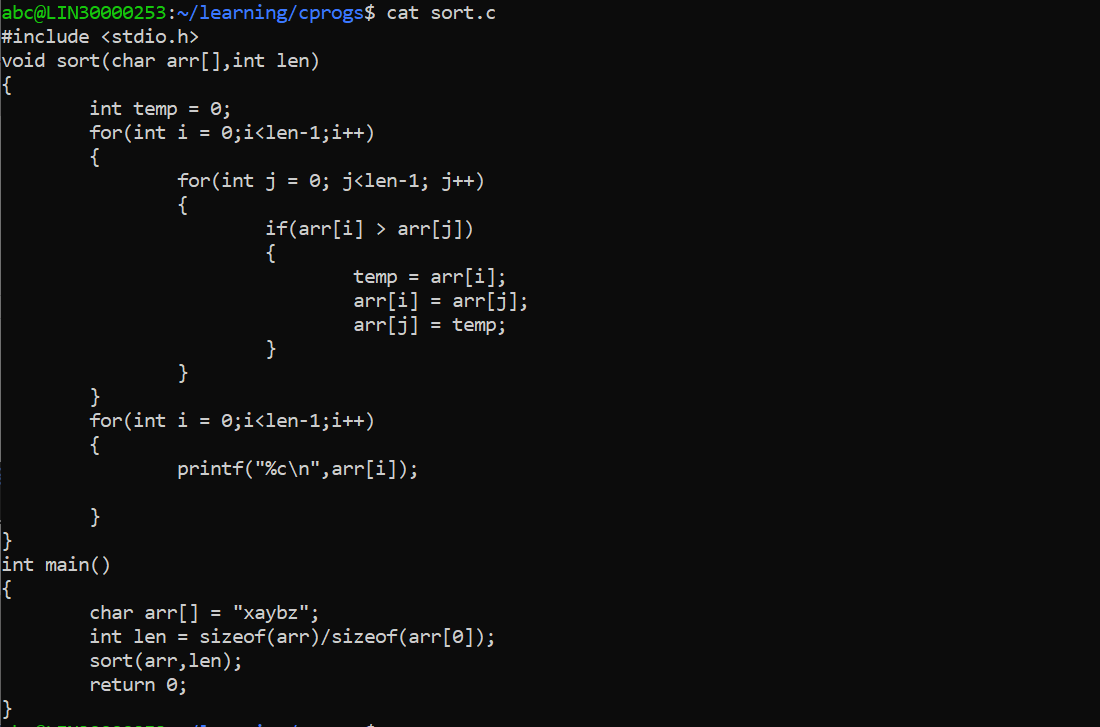 abc@LIN30000253:~/learning/cprogs$ cat sort.c
#include <stdio.h>
void sort(char arr[],int len)
{
        int temp = 0;
        for(int i = 0;i<len-1;i++)
        {
                for(int j = 0; j<len-1; j++)
                {
                        if(arr[i] > arr[j])
                        {
                                temp = arr[i];
                                arr[i] = arr[j];
                                arr[j] = temp;
                        }
                }
        }
        for(int i = 0;i<len-1;i++)
        {
                printf("%c\n",arr[i]);

        }
}
int main()
{
        char arr[] = "xaybz";
        int len = sizeof(arr)/sizeof(arr[0]);
        sort(arr,len);
        return 0;
}